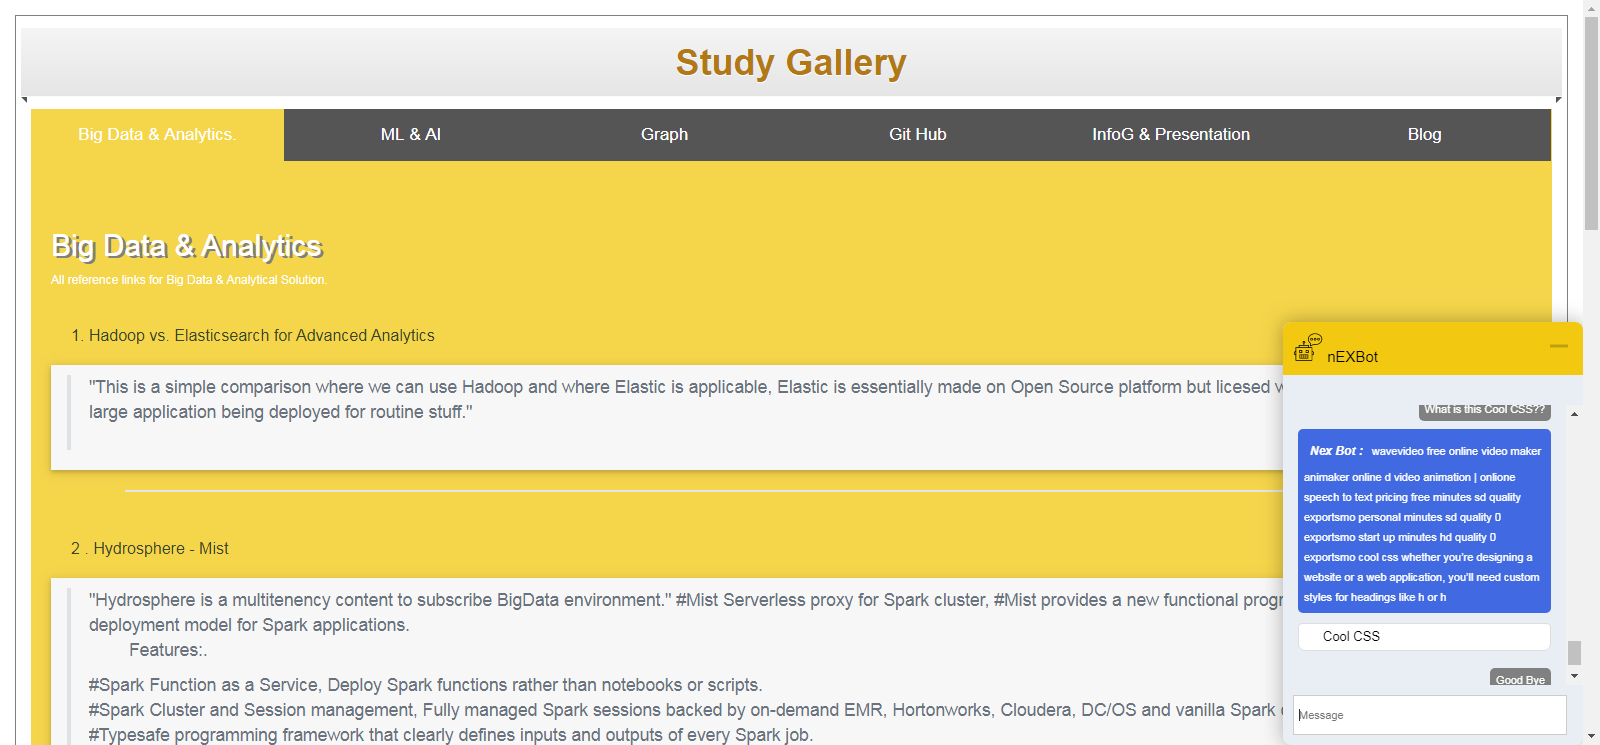 Study Gallery
Big Data & Analytics.
ML & AI
Graph
Git Hub
InfoG & Presentation
Blog
Big Data & Analytics
All reference links for Big Data & Analytical Solution.
1. Hadoop vs. Elasticsearch for Advanced Analytics
"This is a simple comparison where we can use Hadoop and where Elastic is applicable, Elastic is essentially made on Open Source platform but licesed
large application being deployed for routine stuff."
2 . Hydrosphere - Mist
"Hydrosphere is a multitenency content to subscribe BigData environment." #Mist Serverless proxy for Spark cluster, #Mist provides a new functional
deployment model for Spark applications.
Features:.
#Spark Function as a Service, Deploy Spark functions rather than notebooks or scripts.
#Spark Cluster and Session management, Fully managed Spark sessions backed by on-demand EMR, Hortonworks, Cloudera, DC/OS and vanilla Spark
#Typesafe programming framework that clearly defines inputs and outputs of every Spark job.
nEXBot
What is this Cool CSS??
Nex Bot : wavevideo free online video maker
animaker online d video animation | onlione
speech to text pricing free minutes sd quality
exportsmo personal minutes sd quality 0
exportsmo start up minutes hd quality 0
exportsmo cool css whether you're designing a
website or a web application, you'll need custom
styles for headings like h or h
Cool CSS
Good Bye
Message